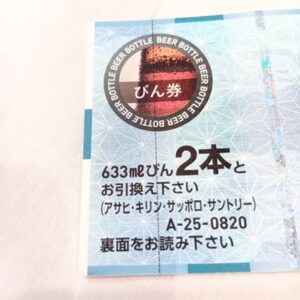 BEER BOTTLE BEER BOTTLE BEER BOTTLE BEER BOTTLE
びん券
633mlびん2本と
お引換え下さい
(アサヒ・キリン・サッポロ・サントリー)
A-25-0820
裏面をお読み下さい